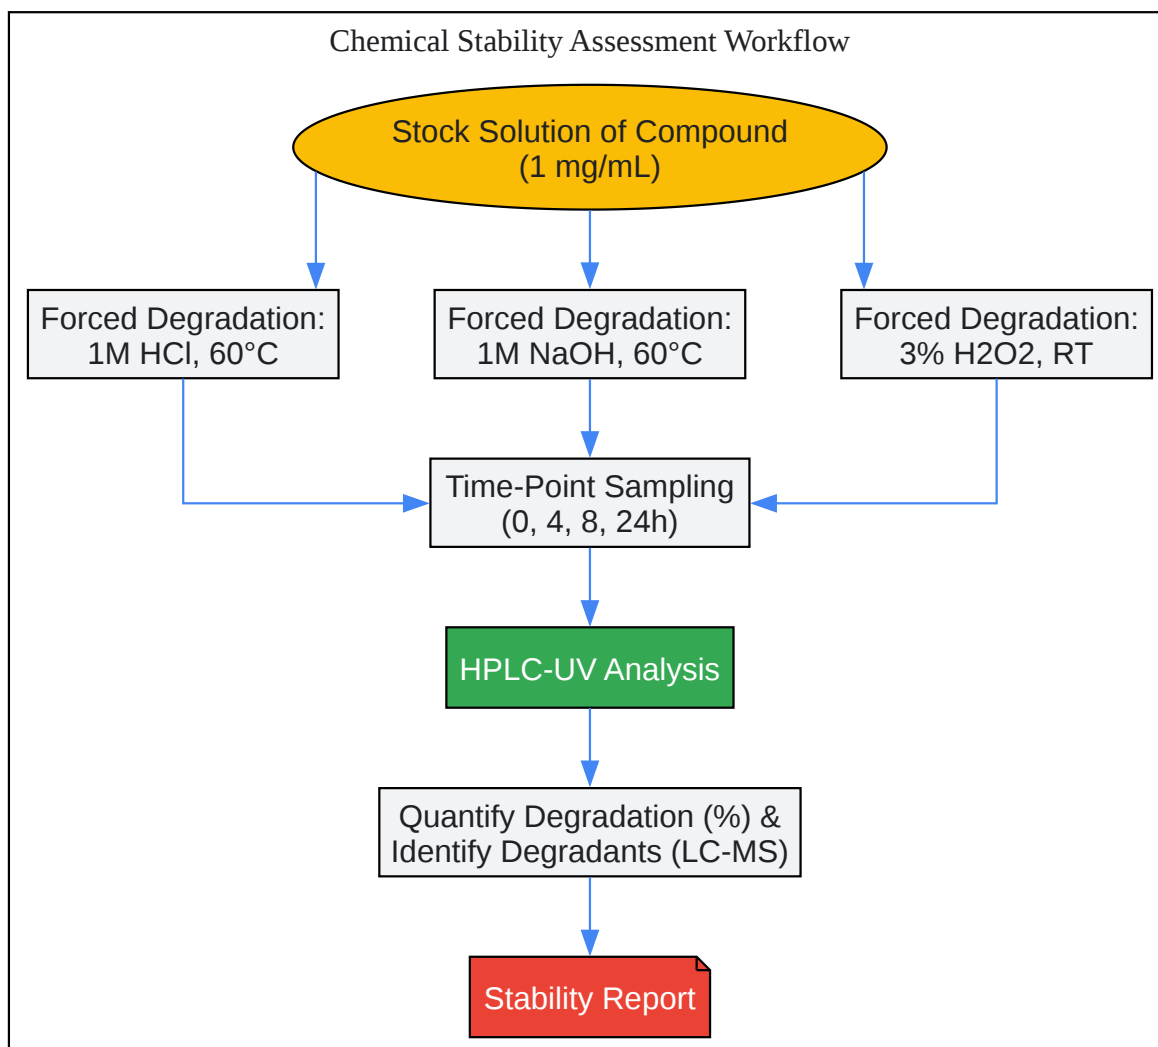 Chemical Stability Assessment Workflow
Stock Solution of Compound
(1 mg/mL)
Forced Degradation:
1M HCl, 60°C
Forced Degradation:
1M NaOH, 60°C
Forced Degradation:
3% H2O2, RT
Time-Point Sampling
(0, 4, 8, 24h)
HPLC-UV Analysis
Quantify Degradation (%) &
Identify Degradants (LC-MS)
Stability Report